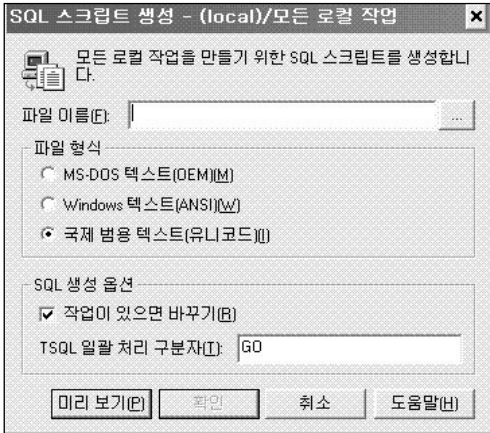 SQL 스크립트 생성 - (local)/모든 로컬 작업
모든 로컬 작업을 만들기 위한 SQL 스크립트를 생성합니
다.
파일 이름(F):
...
파일 형식
MS-DOS 텍스트(OEM)(M)
Windows 텍스트(ANSI)(W)
국제 범용 텍스트(유니코드)(I)
SQL 생성 옵션
작업이 있으면 바꾸기(R)
TSQL 일괄 처리 구분자(T): GO
미리 보기(P) 확인 취소 도움말(H)